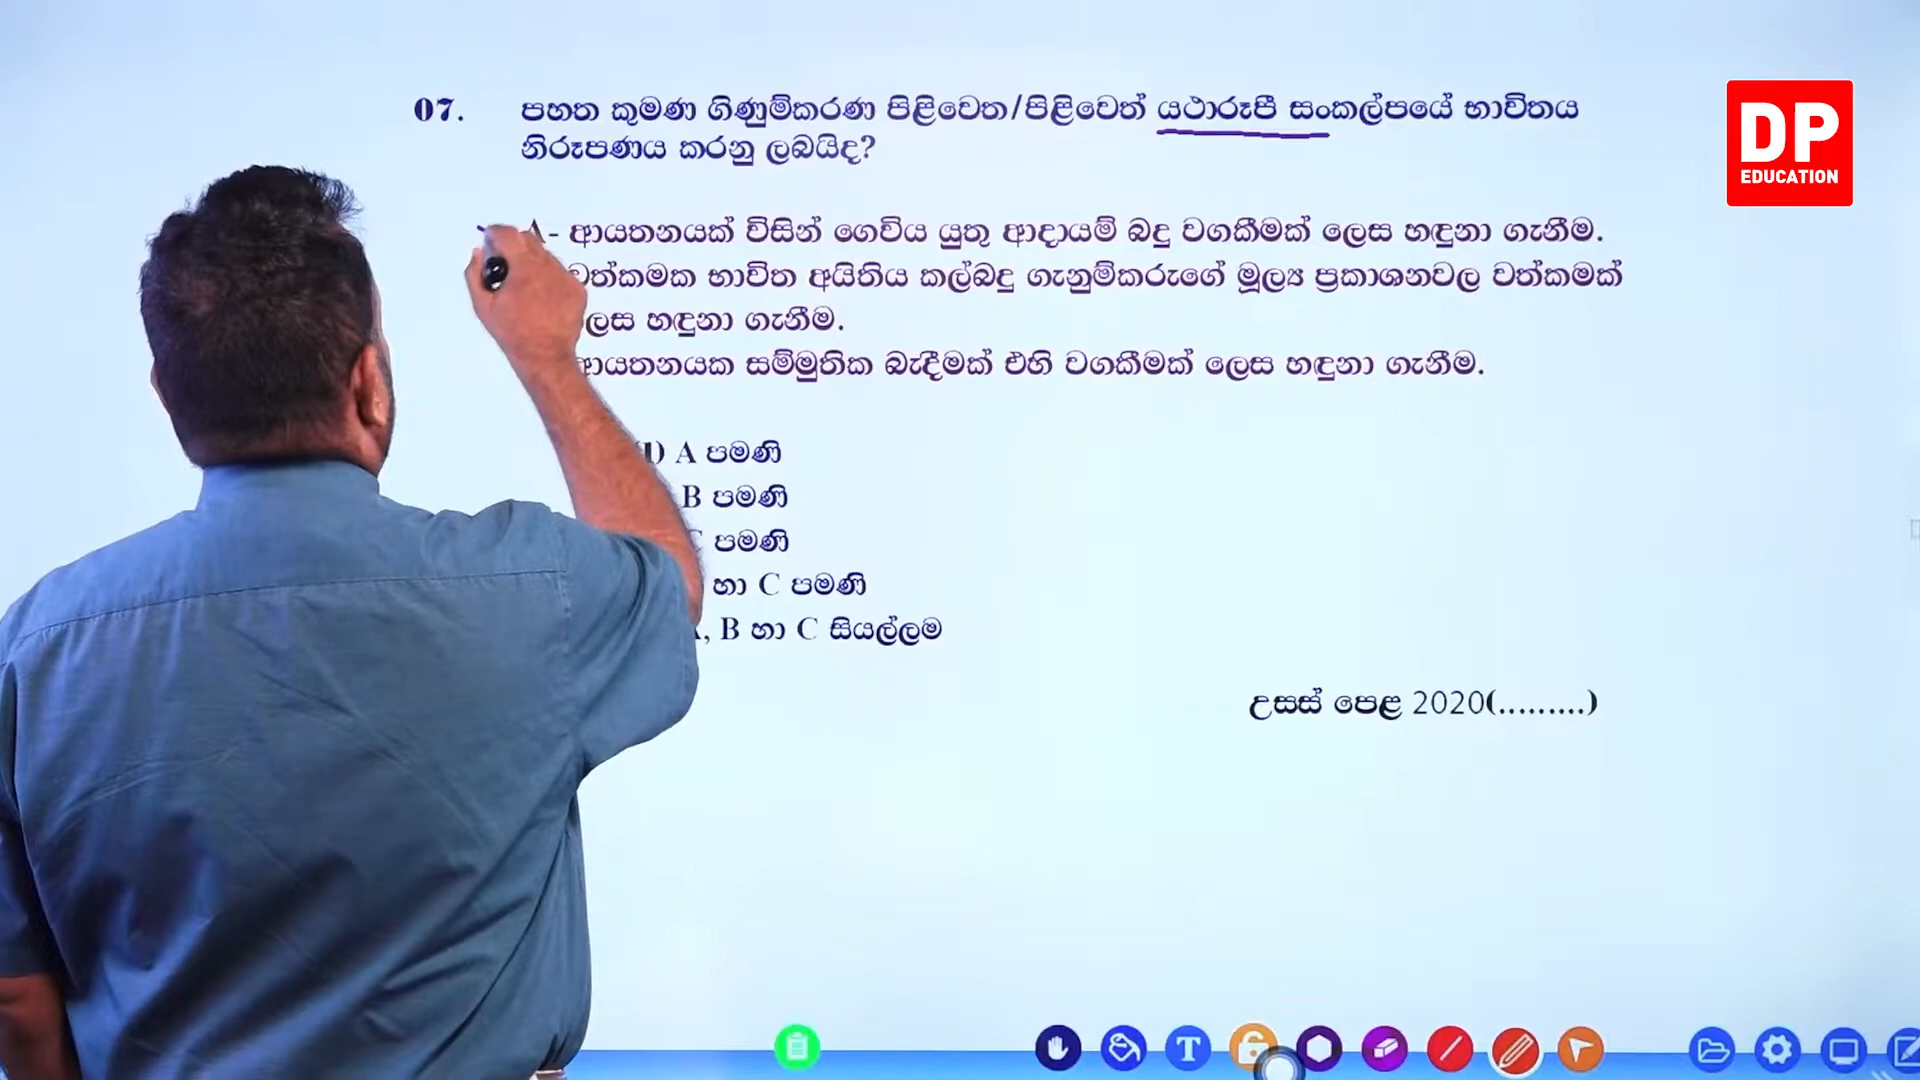 DP
EDUCATION
07. පහත කුමණ ගිණුම්කරණ පිළිවෙත/පිළිවෙත් යථාරූපී සංකල්පයේ භාවිතය
නිරූපණය කරනු ලබයිද?
A- ආයතනයක් විසින් ගෙවිය යුතු ආදායම් බදු වගකීමක් ලෙස හඳුනා ගැනීම.
වත්කමක භාවිත අයිතිය කල්බදු ගැනුම්කරුගේ මූල්‍ය ප්‍රකාශනවල වත්කමක්
ලෙස හඳුනා ගැනීම.
ආයතනයක සම්මුතික බැඳීමක් එහි වගකීමක් ලෙස හඳුනා ගැනීම.
A පමණි
B පමණි
C පමණි
හා C පමණි
, B හා C සියල්ලම
උසස් පෙළ 2020(.........)